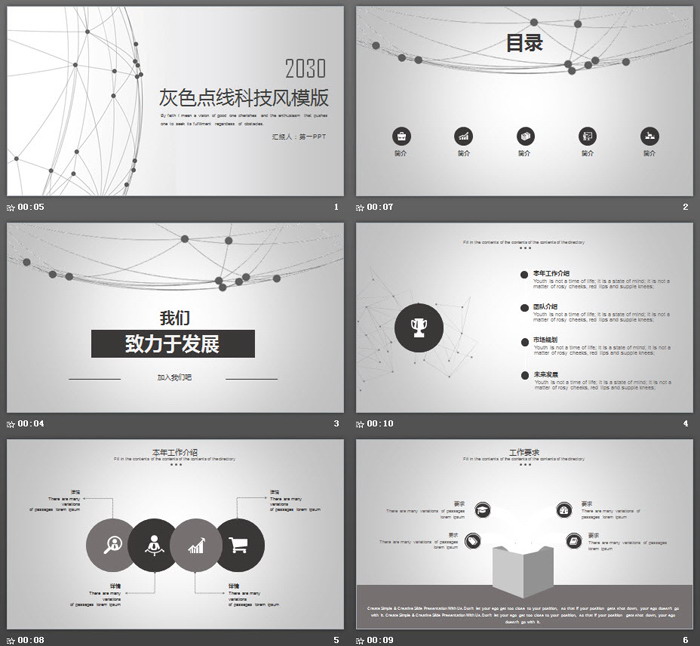 2030
灰色点线科技风模版
By faith I mean a vision of good one cherishes and the enthusiasm that pushes
one to seek its fulfillment regardless of obstacles.
汇报人：第一PPT
00:05
1
目录
简介
简介
简介
简介
简介
00:07
2
我们
致力于发展
加入我们吧
00:04
3
Fill in the contents of the contents of the contents of the directory
本年工作介绍
Youth is not a time of life; it is a state of mind; it is not a
matter of rosy cheeks, red lips and supple knees;
团队介绍
Youth is not a time of life; it is a state of mind; it is not a
matter of rosy cheeks, red lips and supple knees;
市场规划
Youth is not a time of life; it is a state of mind; it is not a
matter of rosy cheeks, red lips and supple knees;
未来发展
Youth is not a time of life; it is a state of mind; it is not a
matter of rosy cheeks, red lips and supple knees;
00:10
4
本年工作介绍
Fill in the contents of the contents of the contents of the directory
详情
There are many
variations
of passages lorem ipsum
详情
There are many
variations
of passages lorem ipsum
详情
There are many
variations
of passages lorem ipsum
详情
There are many
variations
of passages lorem ipsum
00:08
5
工作要求
Fill in the contents of the contents of the contents of the directory
要求
There are many variations of passages
lorem ipsum
要求
There are many variations of passages
lorem ipsum
要求
There are many variations of passages
lorem ipsum
要求
There are many variations of passages
lorem ipsum
Create Simple & Creative Slide Presentation With Us. Don't let your ego get too close to your position, so that if your position gets shot down, your ego doesn't go
with it. Create Simple & Creative Slide Presentation With Us. Don't let your ego get too close to your position, so that if your position gets shot down, your ego
doesn't go with it.
00:09
6